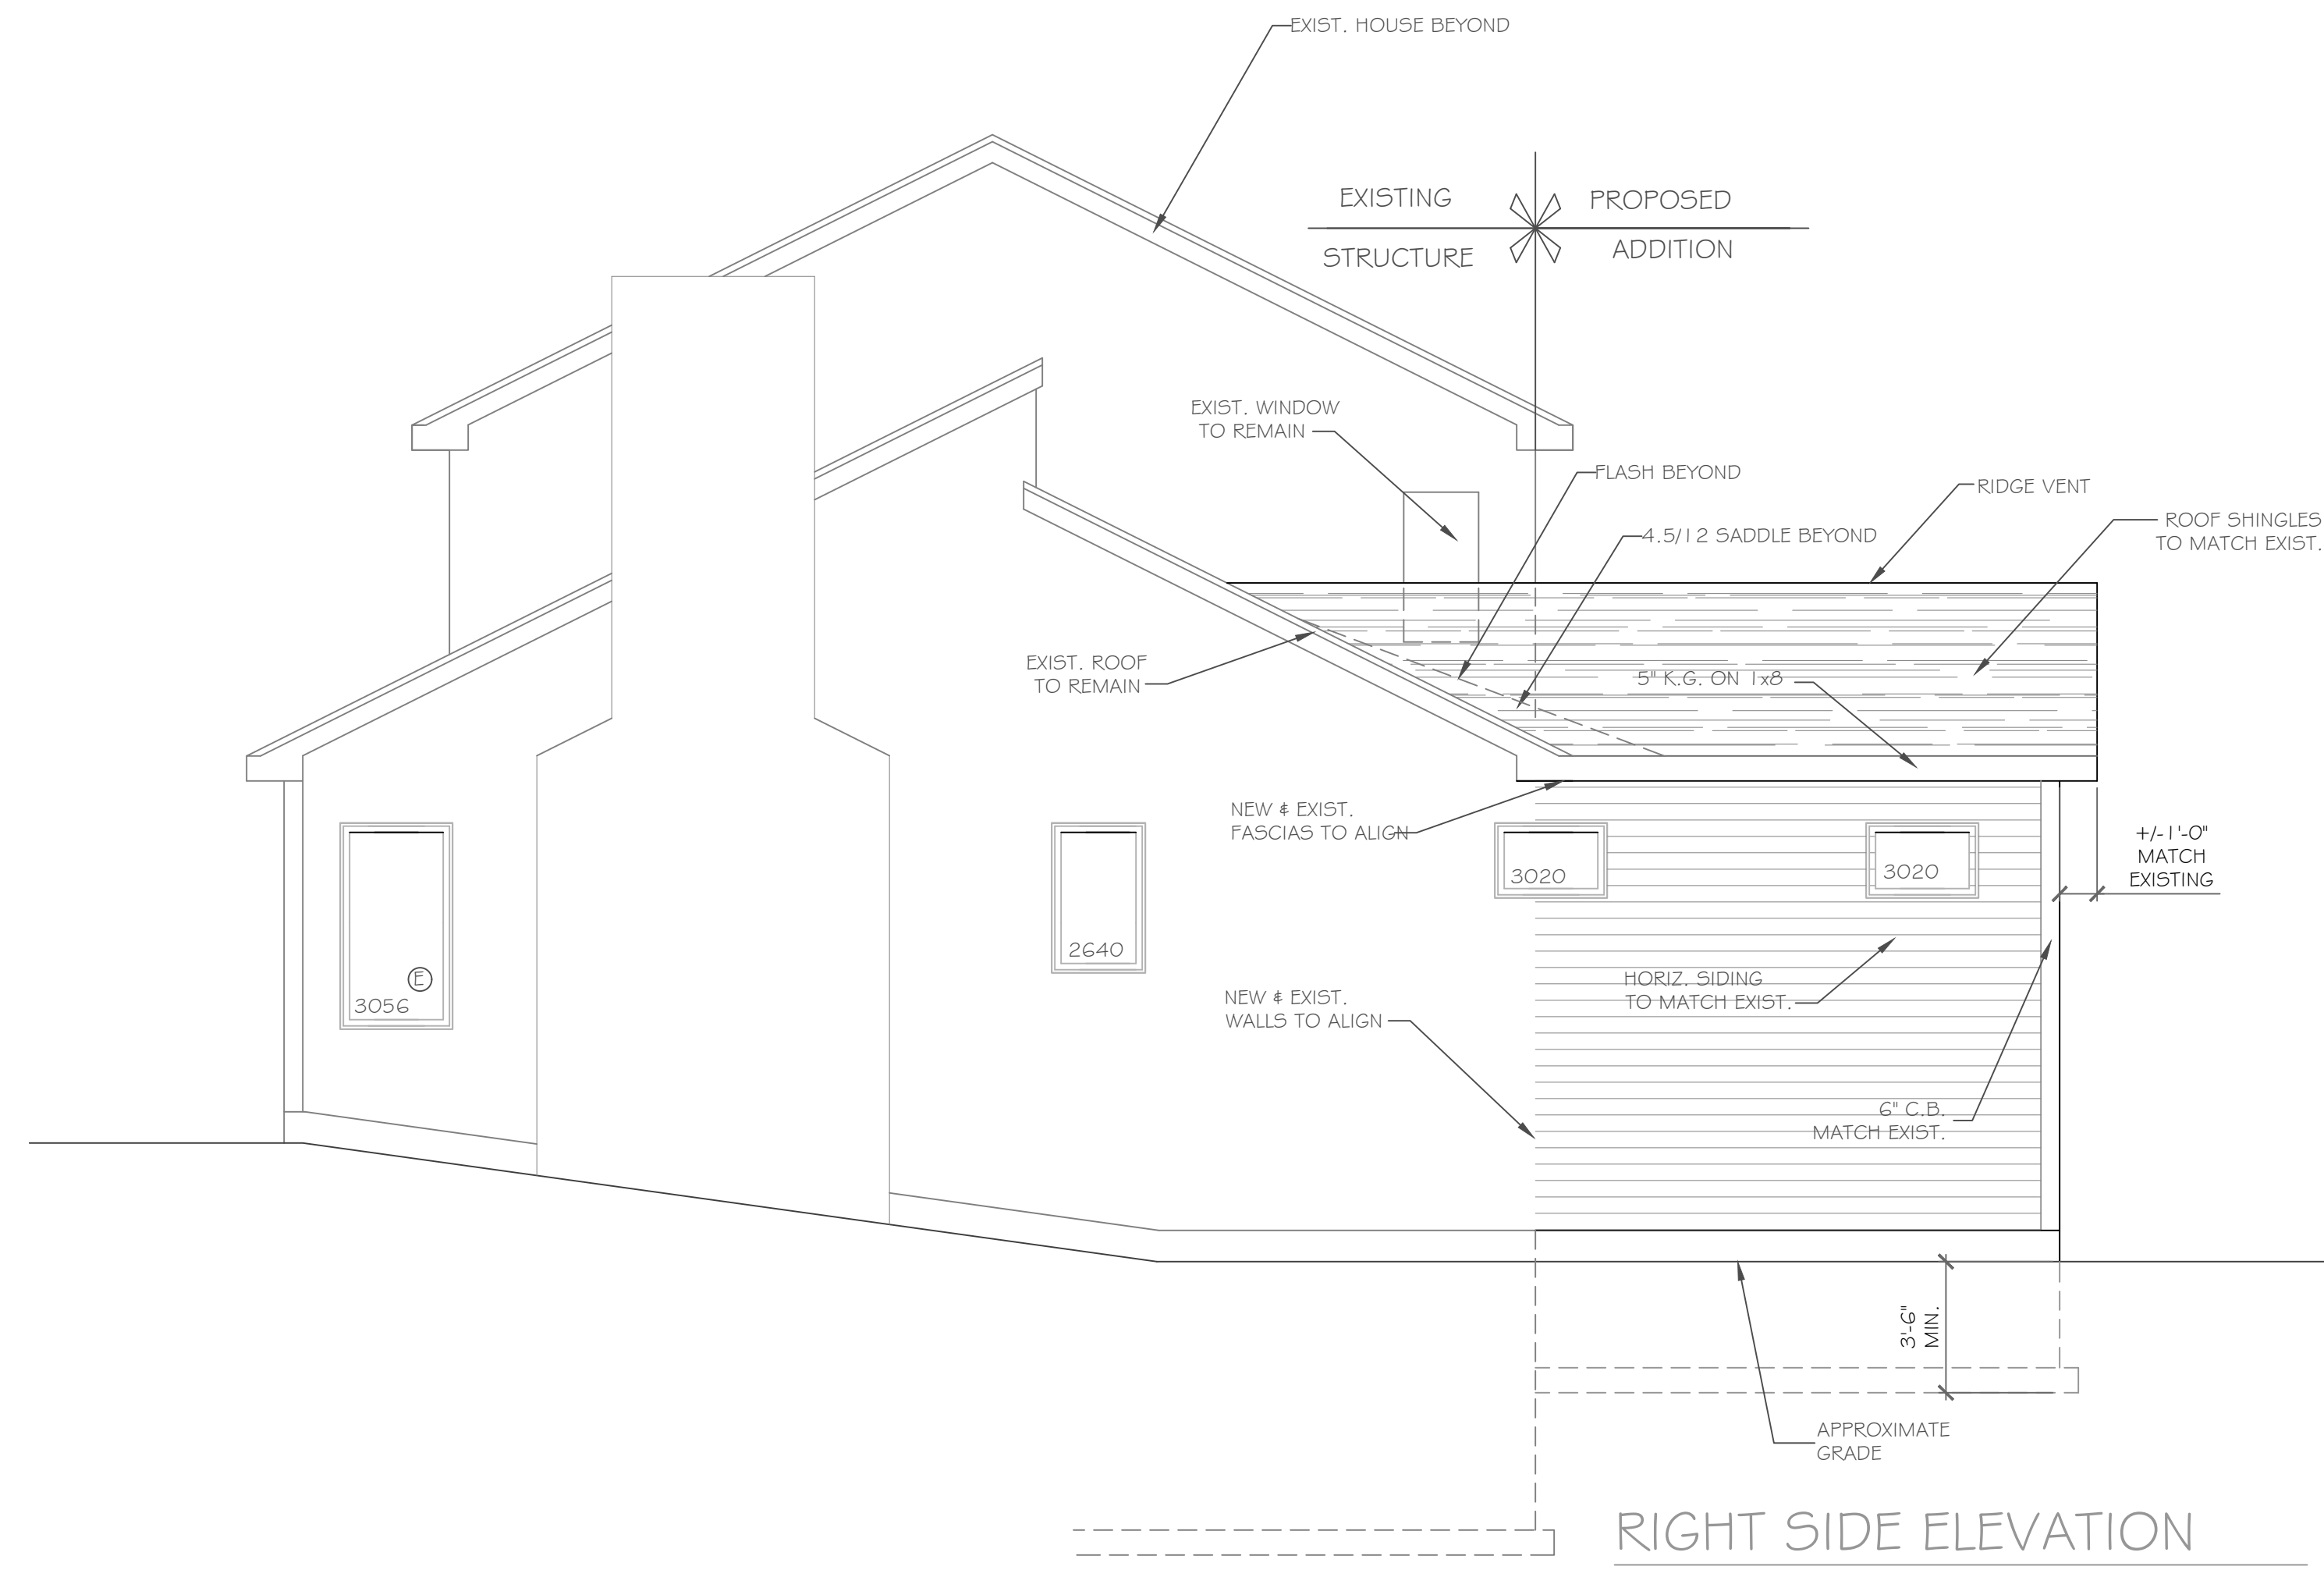 EXIST. HOUSE BEYOND
EXISTING
STRUCTURE
PROPOSED
ADDITION
EXIST. WINDOW
TO REMAIN
FLASH BEYOND
RIDGE VENT
ROOF SHINGLES
TO MATCH EXIST.
4.5/12 SADDLE BEYOND
EXIST. ROOF
TO REMAIN
5" K.G. ON 1x8
NEW & EXIST.
FASCIAS TO ALIGN
+/-1'-0"
MATCH
EXISTING
3020
3020
2640
E
3056
HORIZ. SIDING
TO MATCH EXIST.
NEW & EXIST.
WALLS TO ALIGN
6" C.B.
MATCH EXIST.
3'-6"
MIN.
APPROXIMATE
GRADE
RIGHT SIDE ELEVATION